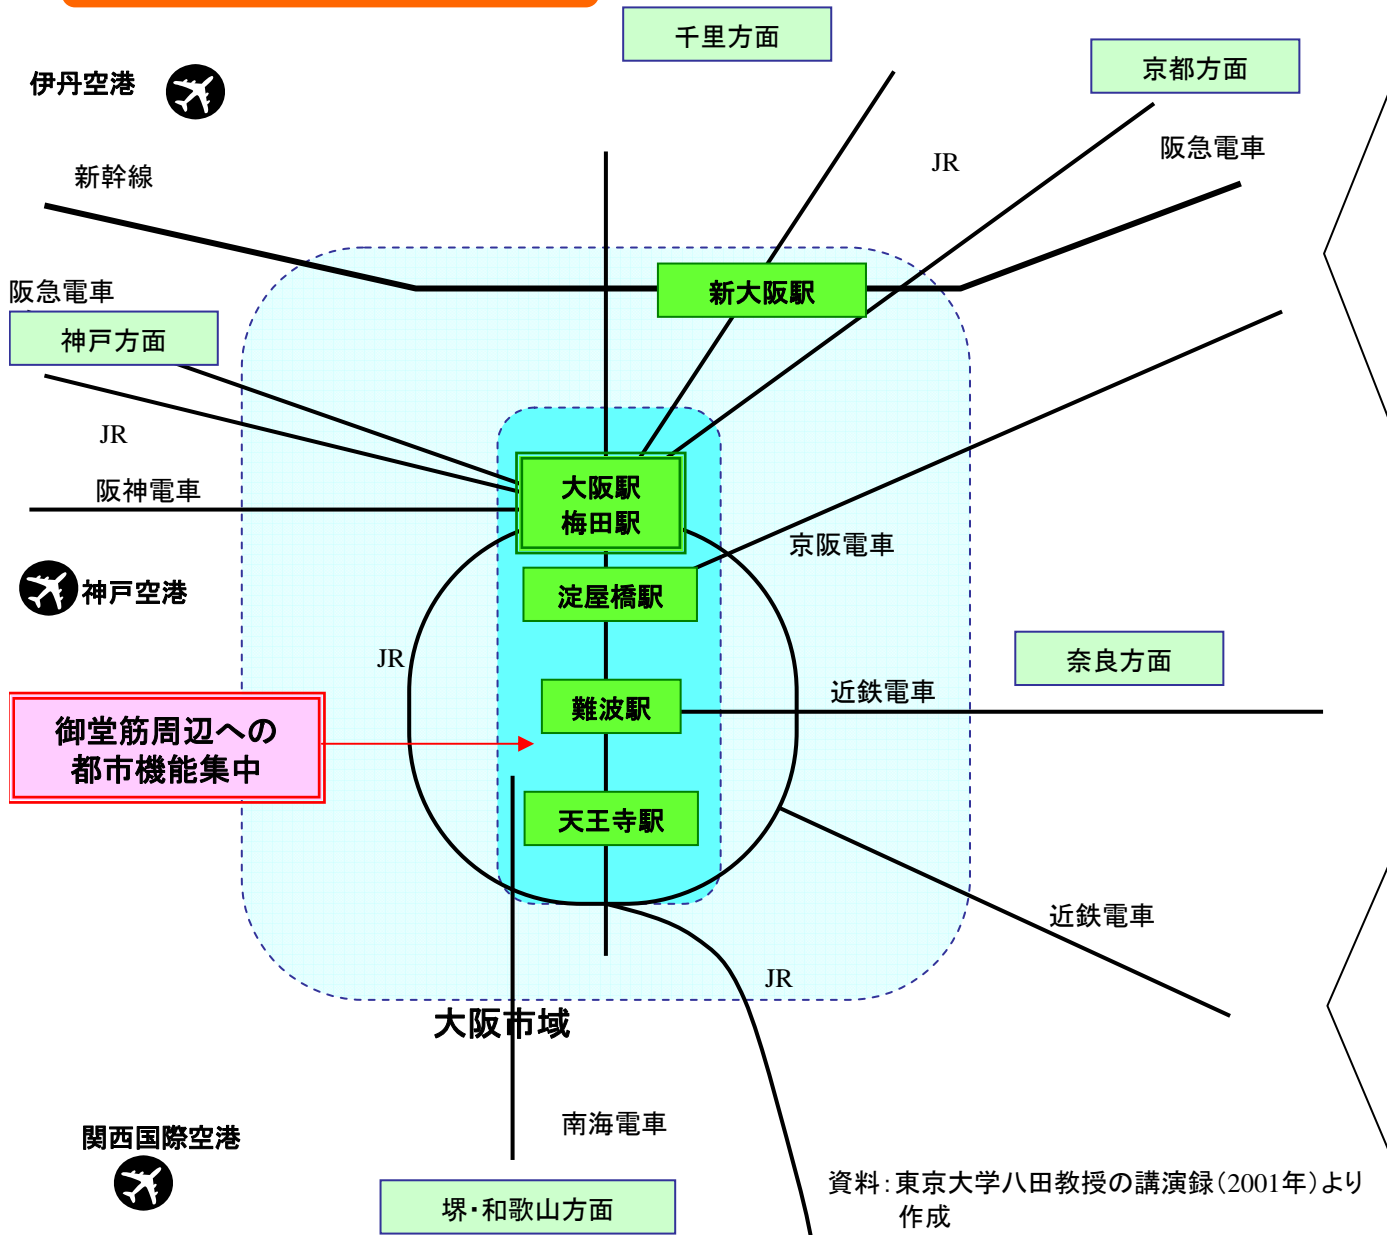 千里方面
京都方面
伊丹空港
JR
阪急電車
新幹線
阪急電車
新大阪駅
神戸方面
JR
阪神電車
大阪駅
梅田駅
京阪電車
神戸空港
淀屋橋駅
JR
奈良方面
近鉄電車
難波駅
御堂筋周辺への
都市機能集中
天王寺駅
近鉄電車
JR
大阪市域
南海電車
関西国際空港
堺・和歌山方面
資料：東京大学八田教授の講演録（2001年）より
作成